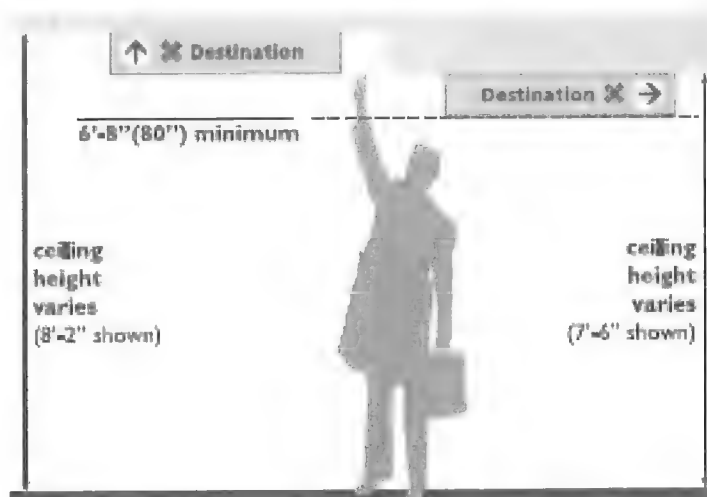 ↑ ⌘ Destination
Destination ⌘ →
6'-8"(80") minimum
ceiling
height
varies
(8'-2" shown)
ceiling
height
varies
(7'-6" shown)